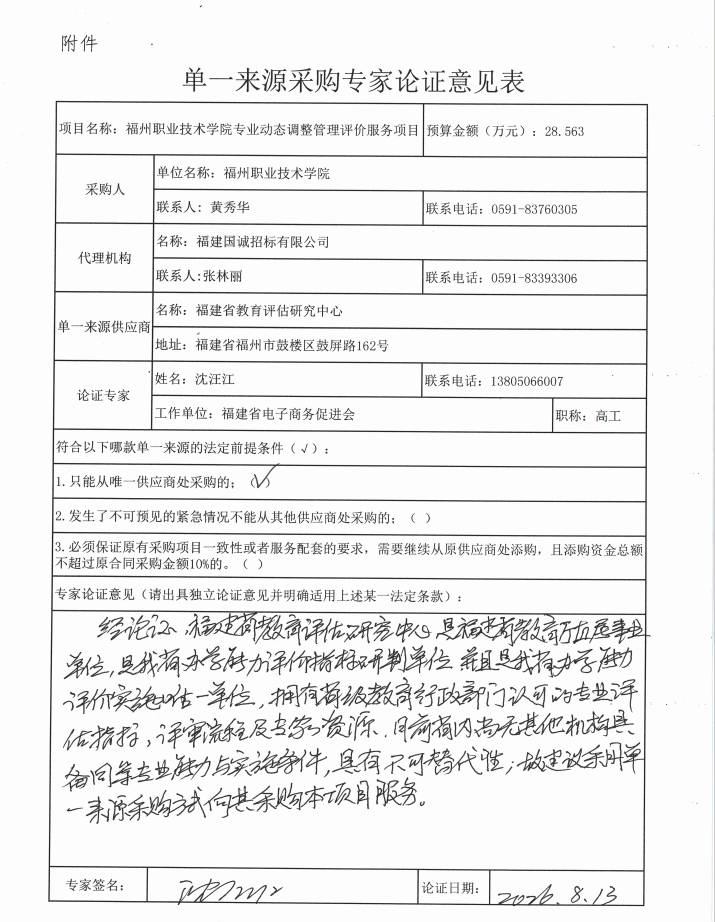 附件
单一来源采购专家论证意见表
项目名称：福州职业技术学院专业动态调整管理评价服务项目 预算金额（万元）：28.563
采购人
单位名称：福州职业技术学院
联系人：黄秀华 联系电话：0591-83760305
代理机构
名称：福建国诚招标有限公司
联系人:张林丽 联系电话：0591-83393306
单一来源供应商
名称：福建省教育评估研究中心
地址：福建省福州市鼓楼区鼓屏路162号
论证专家
姓名：沈汪江 联系电话：13805066007
工作单位：福建省电子商务促进会 职称：高工
符合以下哪款单一来源的法定前提条件（√）：
1.只能从唯一供应商处采购的；（√）
2.发生了不可预见的紧急情况不能从其他供应商处采购的；（ ）
3.必须保证原有采购项目一致性或者服务配套的要求，需要继续从原供应商处添购，且添购资金总额
不超过原合同采购金额10%的。（ ）
专家论证意见（请出具独立论证意见并明确适用上述某一法定条款）：
经论证，福建省教育评估研究中心是福建省教育厅直属事业
单位，是我省办学能力评价指标研制单位，并且是我省办学能力
评价实施唯一单位，拥有省级教育行政部门认可的专业评
估指标，评审流程及专家资源，目前省内尚无其他机构具
备同等专业能力与实施条件，具有不可替代性；故建议采用单
一来源采购方式向其采购本项目服务。
专家签名： 论证日期：2026.8.13